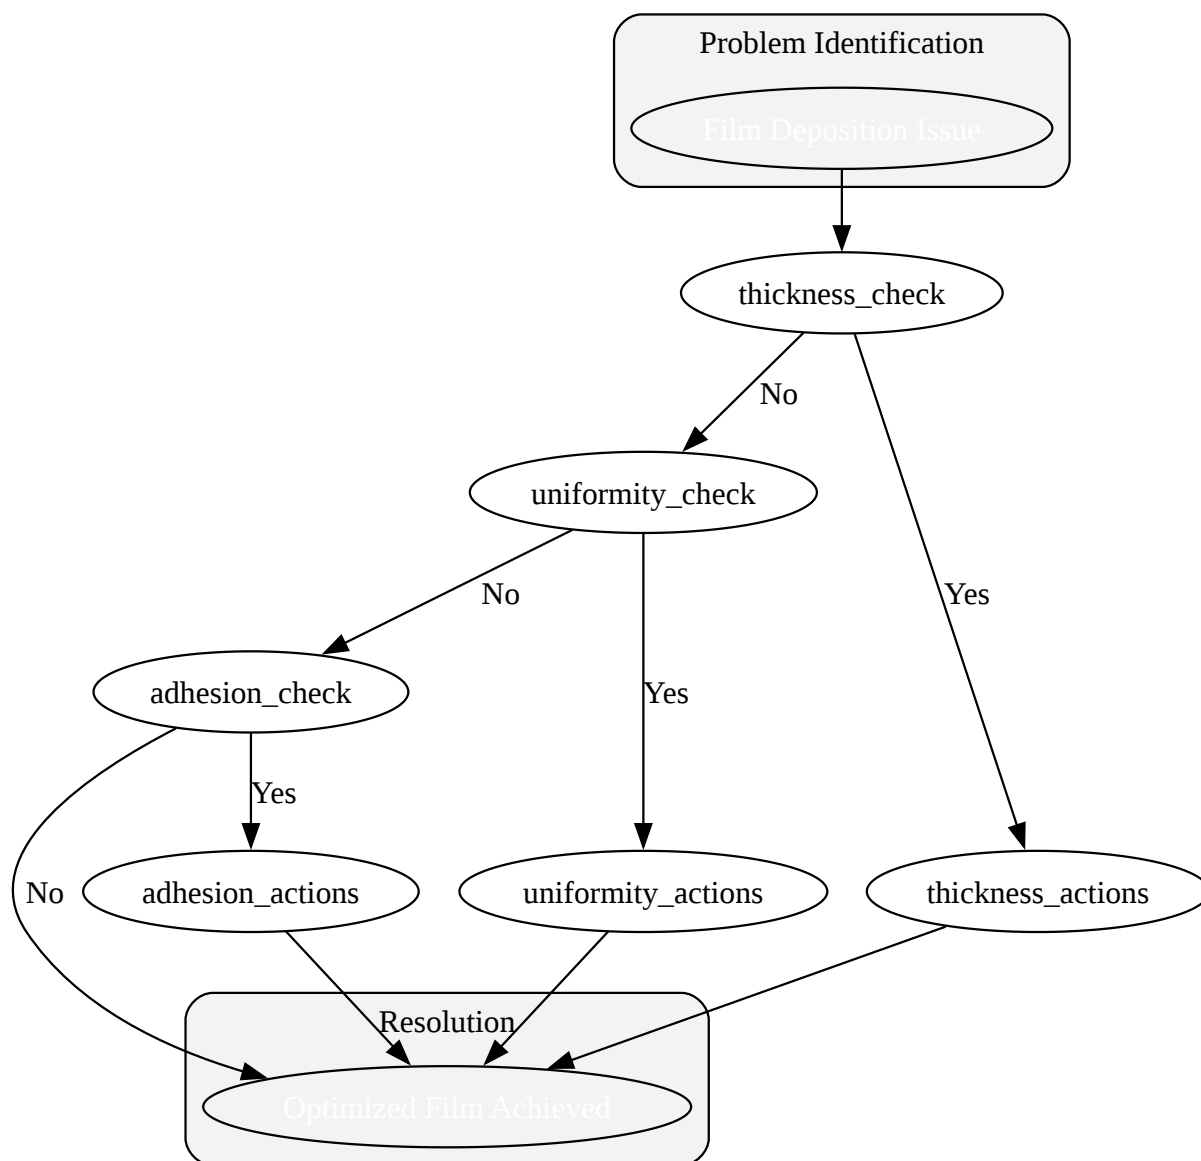 Problem Identification
Film Deposition Issue
thickness_check
No
uniformity_check
No
Yes
adhesion_check
Yes
Yes
No
adhesion_actions
uniformity_actions
thickness_actions
Resolution
Optimized Film Achieved